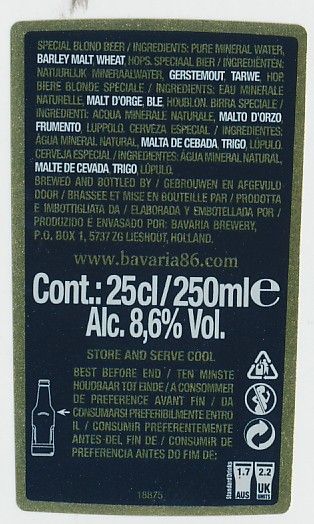 SPECIAL BLOND BEER / INGREDIENTS: PURE MINERAL WATER,
BARLEY MALT, WHEAT, HOPS. SPECIAAL BIER / INGREDIËNTEN:
NATUURLIJK MINERAALWATER, GERSTEMOUT, TARWE, HOP.
BIERE BLONDE SPECIALE / INGREDIENTS: EAU MINERALE
NATURELLE, MALT D'ORGE, BLE, HOUBLON. BIRRA SPECIALE /
INGREDIENTI: ACQUA MINERALE NATURALE, MALTO D'ORZO,
FRUMENTO, LUPPOLO. CERVEZA ESPECIAL / INGREDIENTES:
AGUA MINERAL NATURAL, MALTA DE CEBADA, TRIGO, LÚPULO.
CERVEJA ESPECIAL / INGREDIENTES: ÁGUA MINERAL NATURAL,
MALTE DE CEVADA, TRIGO, LÚPULO.
BREWED AND BOTTLED BY / GEBROUWEN EN AFGEVULD
DOOR / BRASSEE ET MISE EN BOUTEILLE PAR / PRODOTTA
E IMBOTTIGLIATA DA / ELABORADA Y EMBOTELLADA POR /
PRODUZIDO E ENVASADO POR: BAVARIA BREWERY,
P.O. BOX 1, 5737 ZG LIESHOUT, HOLLAND.
www.bavaria86.com
Cont.: 25cl/250ml e
Alc. 8,6% Vol.
STORE AND SERVE COOL
BEST BEFORE END / TEN MINSTE
HOUDBAAR TOT EINDE / A CONSOMMER
DE PREFERENCE AVANT FIN / DA
CONSUMARSI PREFERIBILMENTE ENTRO
IL / CONSUMIR PREFERENTEMENTE
ANTES DEL FIN DE / CONSUMIR DE
PREFERENCIA ANTES DO FIM DE:
Standard Drinks
1.7
AUS
2.2
UK
UNITS
18875